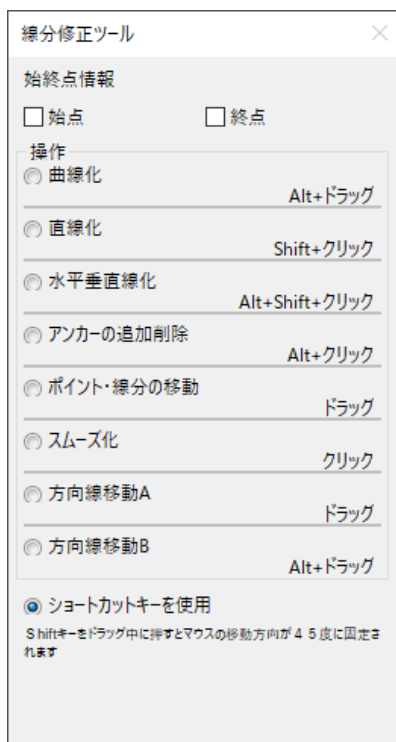 線分修正ツール
始終点情報
始点
終点
操作
曲線化
Alt+ドラッグ
直線化
Shift+クリック
水平垂直線化
Alt+Shift+クリック
アンカーの追加削除
Alt+クリック
ポイント・線分の移動
ドラッグ
スムーズ化
クリック
方向線移動A
ドラッグ
方向線移動B
Alt+ドラッグ
ショートカットキーを使用
Shiftキーをドラッグ中に押すとマウスの移動方向が45度に固定さ
れます